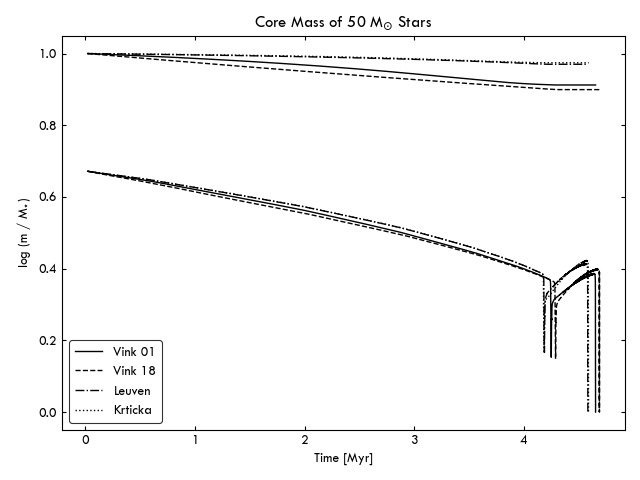 Core Mass of 50 M☉ Stars
log (m / M⋆)
1.0
0.8
0.6
0.4
0.2
0.0
Vink 01
Vink 18
Leuven
Krticka
0 1 2 3 4
Time [Myr]